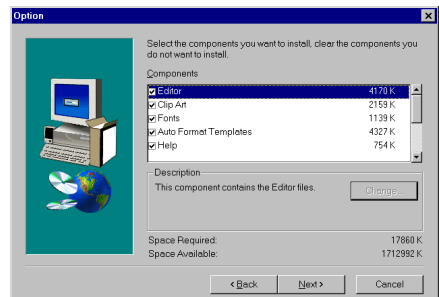 Option
Select the components you want to install, clear the components you
do not want to install.
Components
Editor 4170 K
Clip Art 2159 K
Fonts 1139 K
Auto Format Templates 4327 K
Help 754 K
Description
This component contains the Editor files.
Change...
Space Required: 17860 K
Space Available: 1712992 K
< Back Next > Cancel